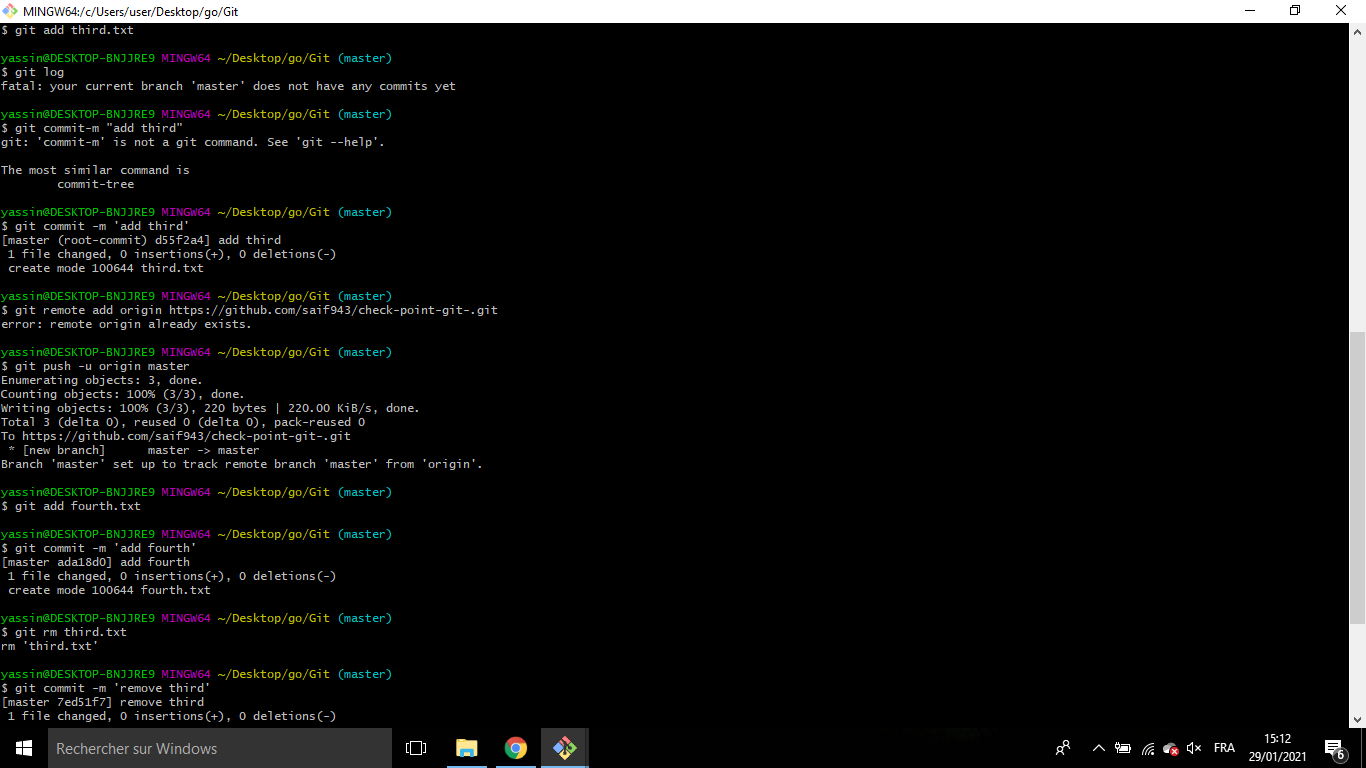 MINGW64:/c/Users/user/Desktop/go/Git
$ git add third.txt
yassin@DESKTOP-BNJJRE9 MINGW64 ~/Desktop/go/Git (master)
$ git log
fatal: your current branch 'master' does not have any commits yet
yassin@DESKTOP-BNJJRE9 MINGW64 ~/Desktop/go/Git (master)
$ git commit-m "add third"
git: 'commit-m' is not a git command. See 'git --help'.
The most similar command is
commit-tree
yassin@DESKTOP-BNJJRE9 MINGW64 ~/Desktop/go/Git (master)
$ git commit -m 'add third'
[master (root-commit) d55f2a4] add third
1 file changed, 0 insertions(+), 0 deletions(-)
create mode 100644 third.txt
yassin@DESKTOP-BNJJRE9 MINGW64 ~/Desktop/go/Git (master)
$ git remote add origin https://github.com/saif943/check-point-git-.git
error: remote origin already exists.
yassin@DESKTOP-BNJJRE9 MINGW64 ~/Desktop/go/Git (master)
$ git push -u origin master
Enumerating objects: 3, done.
Counting objects: 100% (3/3), done.
Writing objects: 100% (3/3), 220 bytes | 220.00 KiB/s, done.
Total 3 (delta 0), reused 0 (delta 0), pack-reused 0
To https://github.com/saif943/check-point-git-.git
* [new branch] master -> master
Branch 'master' set up to track remote branch 'master' from 'origin'.
yassin@DESKTOP-BNJJRE9 MINGW64 ~/Desktop/go/Git (master)
$ git add fourth.txt
yassin@DESKTOP-BNJJRE9 MINGW64 ~/Desktop/go/Git (master)
$ git commit -m 'add fourth'
[master ada18d0] add fourth
1 file changed, 0 insertions(+), 0 deletions(-)
create mode 100644 fourth.txt
yassin@DESKTOP-BNJJRE9 MINGW64 ~/Desktop/go/Git (master)
$ git rm third.txt
rm 'third.txt'
yassin@DESKTOP-BNJJRE9 MINGW64 ~/Desktop/go/Git (master)
$ git commit -m 'remove third'
[master 7ed51f7] remove third
1 file changed, 0 insertions(+), 0 deletions(-)
Rechercher sur Windows
FRA
15:12
29/01/2021
6